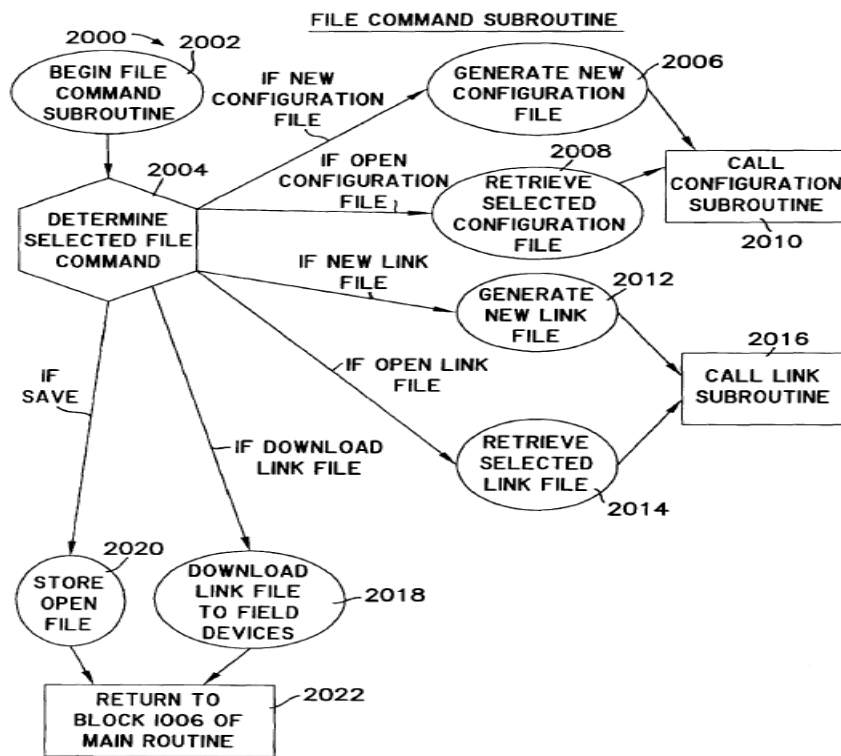 FILE COMMAND SUBROUTINE
2000
2002
BEGIN FILE
COMMAND
SUBROUTINE
IF NEW
CONFIGURATION
FILE
GENERATE NEW
CONFIGURATION
FILE
2006
2004
DETERMINE
SELECTED FILE
COMMAND
IF OPEN
CONFIGURATION
FILE
2008
RETRIEVE
SELECTED
CONFIGURATION
FILE
CALL
CONFIGURATION
SUBROUTINE
2010
IF NEW LINK
FILE
GENERATE
NEW LINK
FILE
2012
IF OPEN LINK
FILE
2016
CALL LINK
SUBROUTINE
RETRIEVE
SELECTED
LINK FILE
2014
IF
SAVE
IF DOWNLOAD
LINK FILE
2020
STORE
OPEN
FILE
DOWNLOAD
LINK FILE
TO FIELD
DEVICES
2018
RETURN TO
BLOCK 1006 OF
MAIN ROUTINE
2022